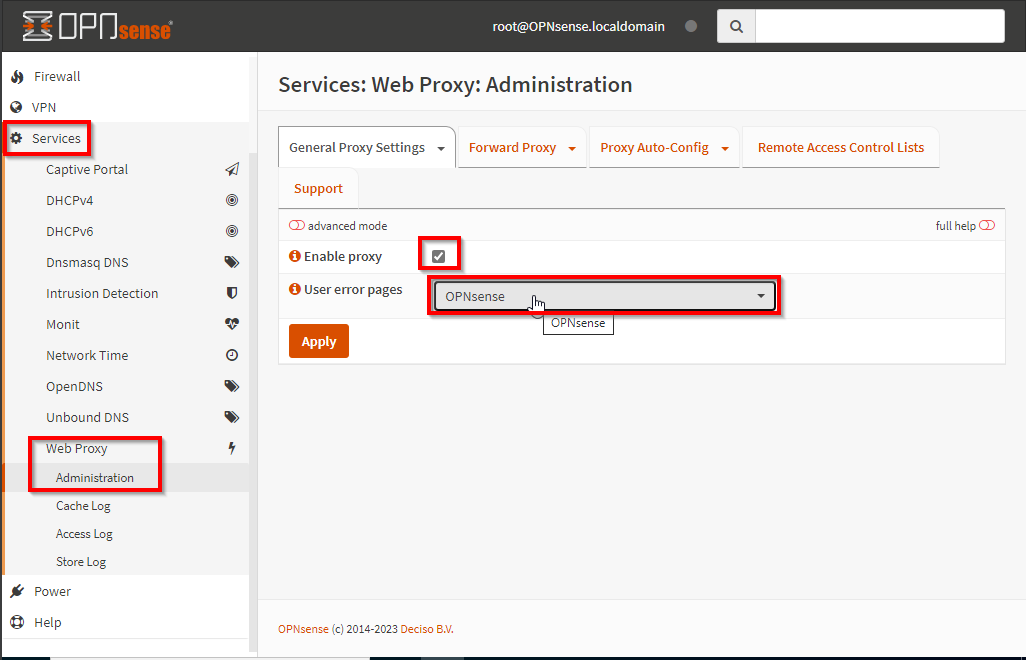 OPNsense®
root@OPNsense.localdomain
Firewall
VPN
Services
Captive Portal
DHCPv4
DHCPv6
Dnsmasq DNS
Intrusion Detection
Monit
Network Time
OpenDNS
Unbound DNS
Web Proxy
Administration
Cache Log
Access Log
Store Log
Power
Help
Services: Web Proxy: Administration
General Proxy Settings
Forward Proxy
Proxy Auto-Config
Remote Access Control Lists
Support
advanced mode
full help
Enable proxy
User error pages
OPNsense
OPNsense
Apply
OPNsense (c) 2014-2023 Deciso B.V.